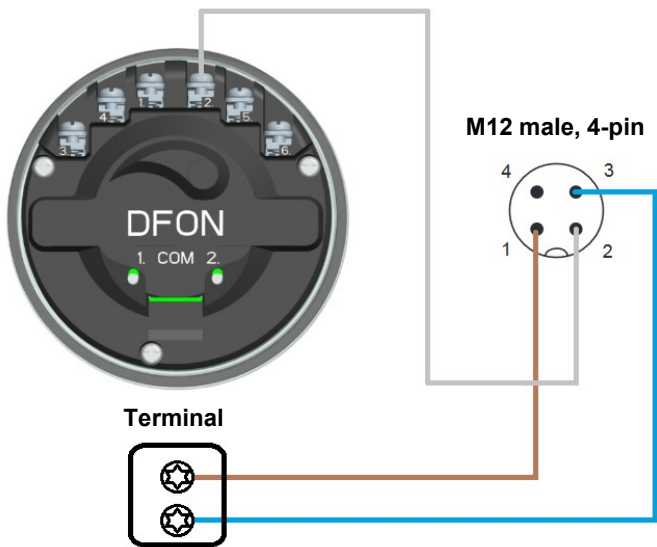 1. 2.
4. 5.
3. 6.
DFON
1. COM 2.
M12 male, 4-pin
4 3
1 2
Terminal